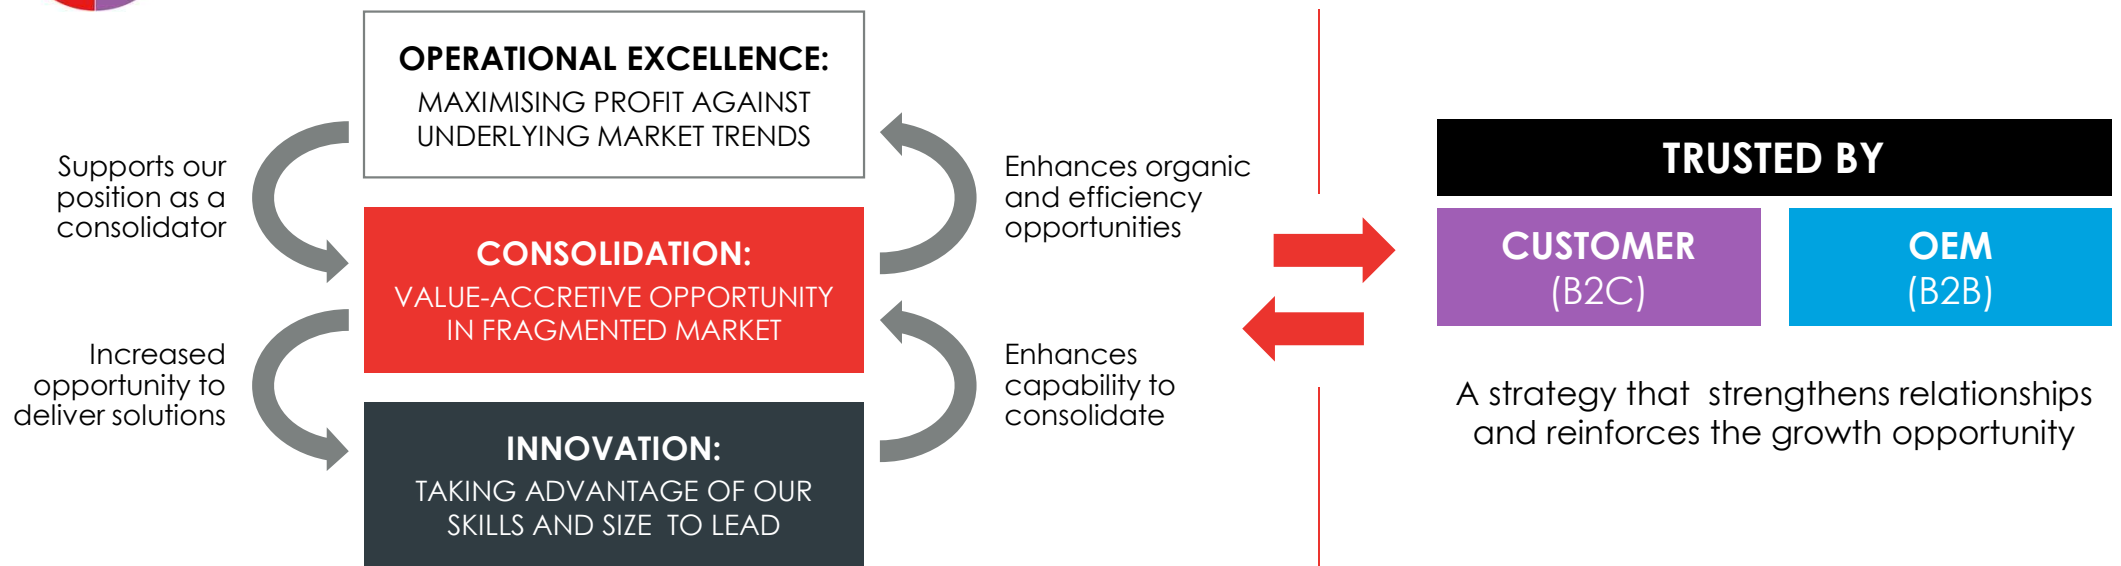 OPERATIONAL EXCELLENCE:
MAXIMISING PROFIT AGAINST
UNDERLYING MARKET TRENDS
Supports our
position as a
consolidator
Enhances organic
and efficiency
opportunities
CONSOLIDATION:
VALUE-ACCRETIVE OPPORTUNITY
IN FRAGMENTED MARKET
Increased
opportunity to
deliver solutions
Enhances
capability to
consolidate
INNOVATION:
TAKING ADVANTAGE OF OUR
SKILLS AND SIZE  TO LEAD
TRUSTED BY
CUSTOMER
(B2C)
OEM
(B2B)
A strategy that  strengthens relationships
and reinforces the growth opportunity